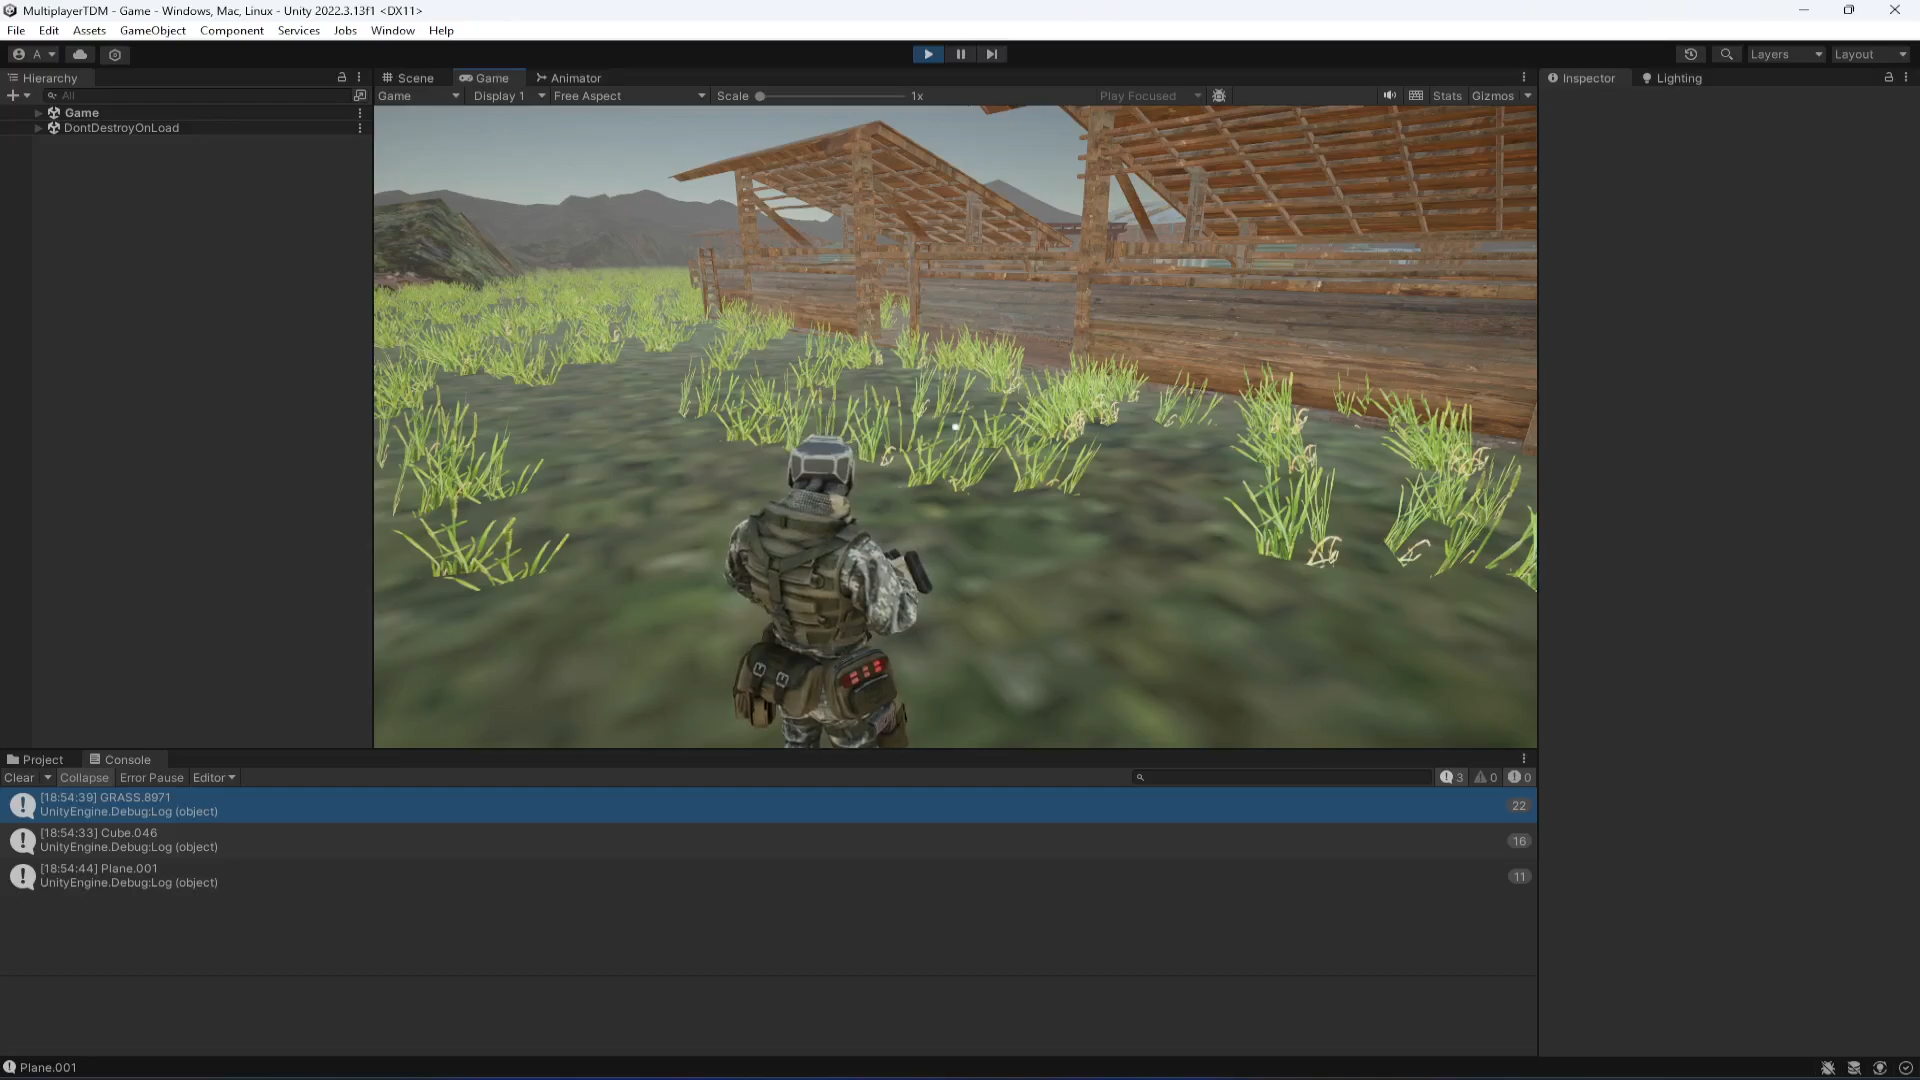 MultiplayerTDM - Game - Windows, Mac, Linux - Unity 2022.3.13f1 <DX11>
File Edit Assets GameObject Component Services Jobs Window Help
A Layers Layout
Hierarchy Scene Game Animator Inspector Lighting
All Game Display 1 Free Aspect Scale 1x Play Focused Stats Gizmos
Game
DontDestroyOnLoad
Project Console
Clear Collapse Error Pause Editor 3 0 0
[18:54:39] GRASS.8971
UnityEngine.Debug:Log (object) 22
[18:54:33] Cube.046
UnityEngine.Debug:Log (object) 16
[18:54:44] Plane.001
UnityEngine.Debug:Log (object) 11
Plane.001